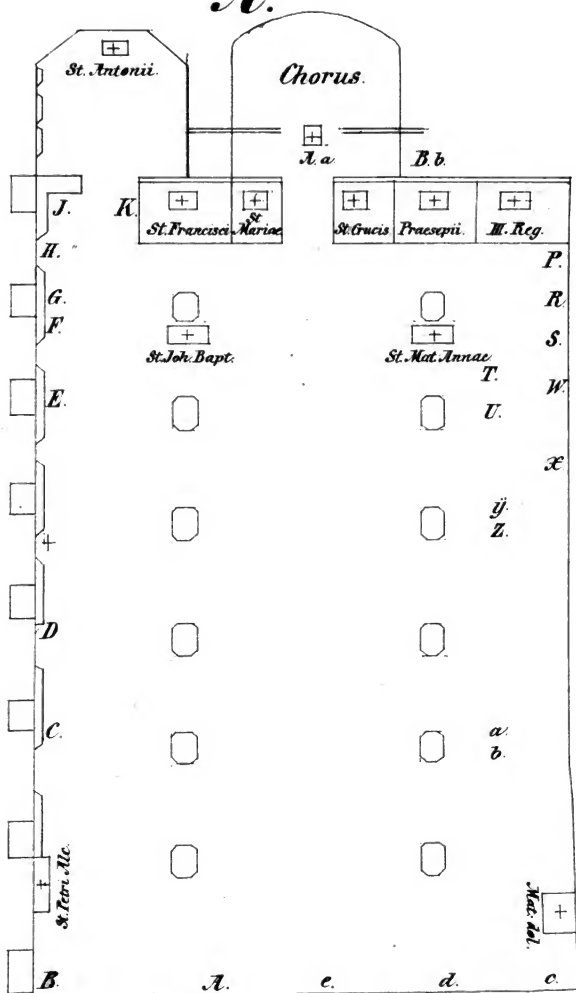 A.
St. Antonii.
Chorus.
A. a
B. b.
J.
K.
St. Francisci
St. Mariae
St. Crucis
Praesepii.
III. Reg.
H.
P.
G.
R
F.
S.
St. Joh. Bapt.
St. Mat. Annae
T.
W.
E.
U.
x
ÿ.
Z.
D
C.
a.
b.
St. Petri Alc.
Mat. dol.
B.
A.
e.
d.
c.